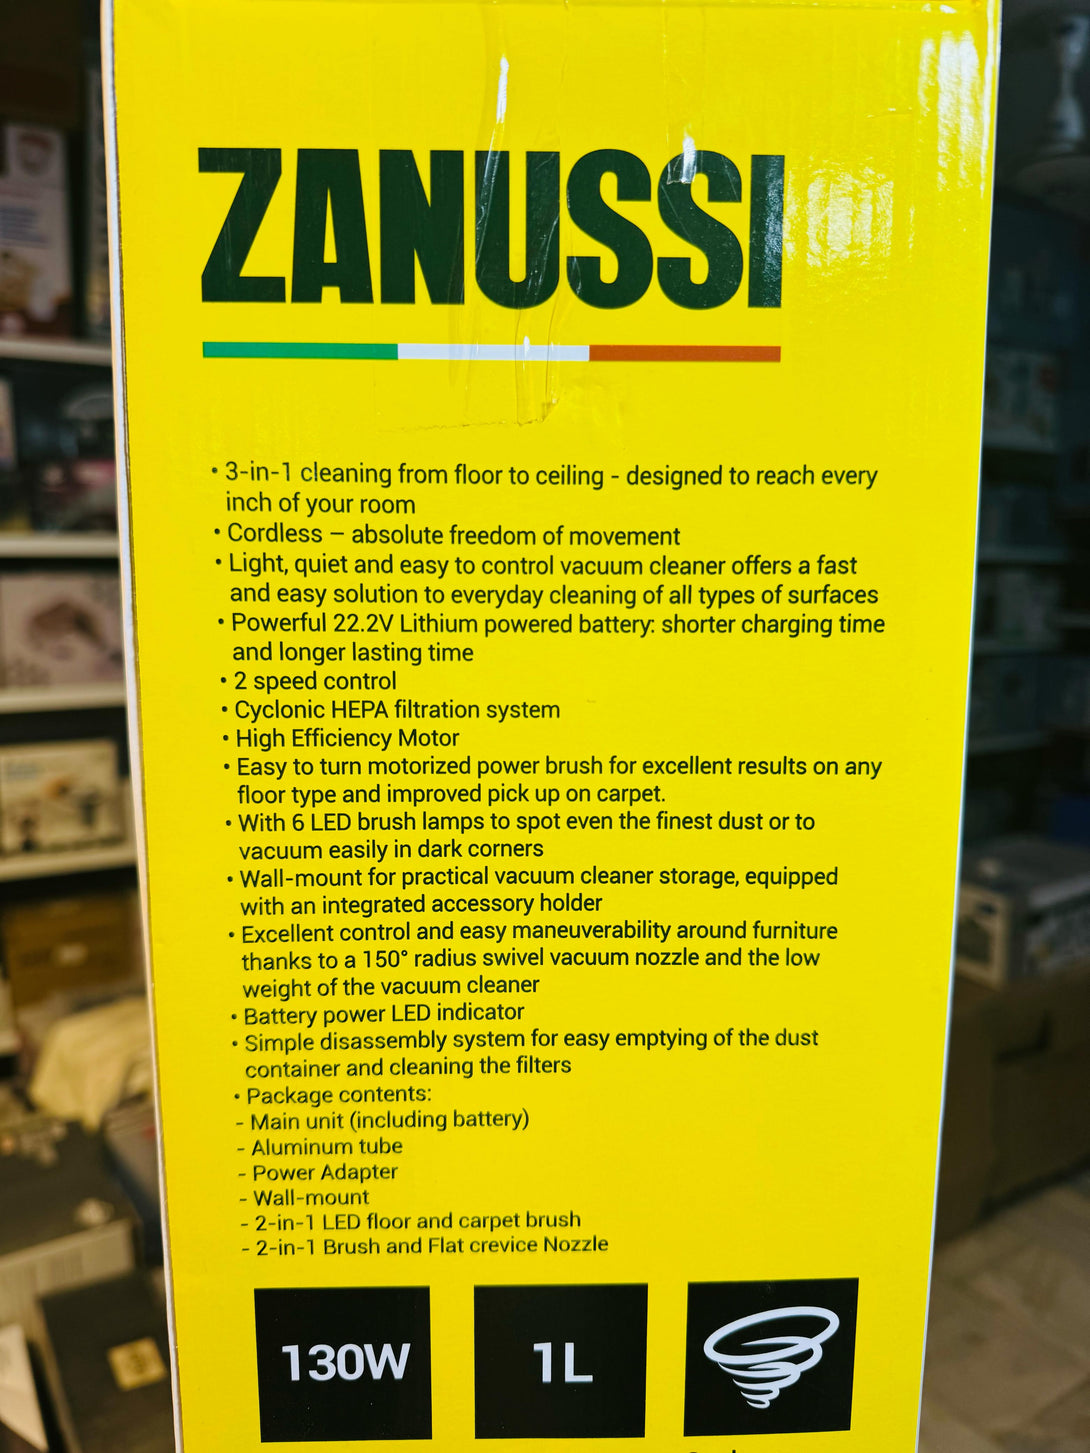 ZANUSSI
• 3-in-1 cleaning from floor to ceiling - designed to reach every
inch of your room
• Cordless – absolute freedom of movement
• Light, quiet and easy to control vacuum cleaner offers a fast
and easy solution to everyday cleaning of all types of surfaces
• Powerful 22.2V Lithium powered battery: shorter charging time
and longer lasting time
• 2 speed control
• Cyclonic HEPA filtration system
• High Efficiency Motor
• Easy to turn motorized power brush for excellent results on any
floor type and improved pick up on carpet.
• With 6 LED brush lamps to spot even the finest dust or to
vacuum easily in dark corners
• Wall-mount for practical vacuum cleaner storage, equipped
with an integrated accessory holder
• Excellent control and easy maneuverability around furniture
thanks to a 150° radius swivel vacuum nozzle and the low
weight of the vacuum cleaner
• Battery power LED indicator
• Simple disassembly system for easy emptying of the dust
container and cleaning the filters
• Package contents:
- Main unit (including battery)
- Aluminum tube
- Power Adapter
- Wall-mount
- 2-in-1 LED floor and carpet brush
- 2-in-1 Brush and Flat crevice Nozzle
130W
1L